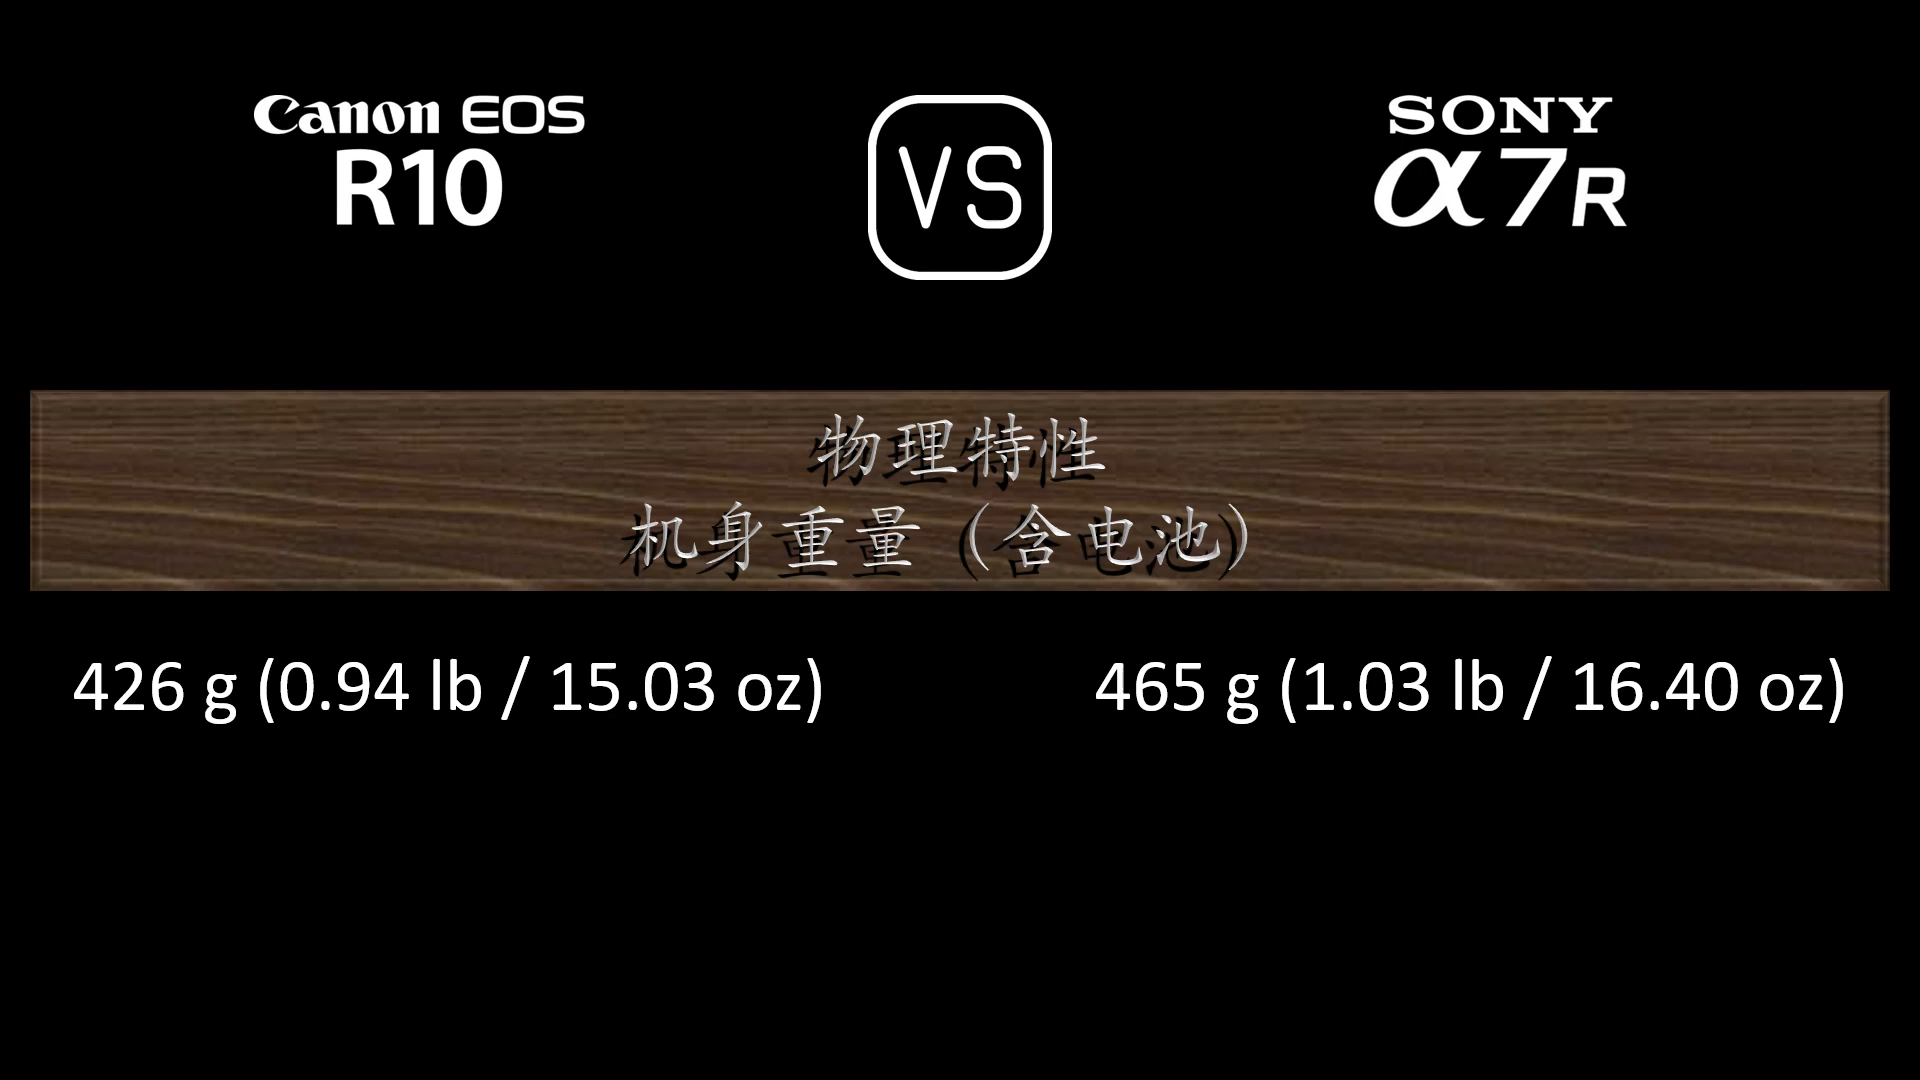 Canon EOS
R10
VS
SONY
α7R
物理特性
机身重量（含电池）
426 g (0.94 lb / 15.03 oz)
465 g (1.03 lb / 16.40 oz)